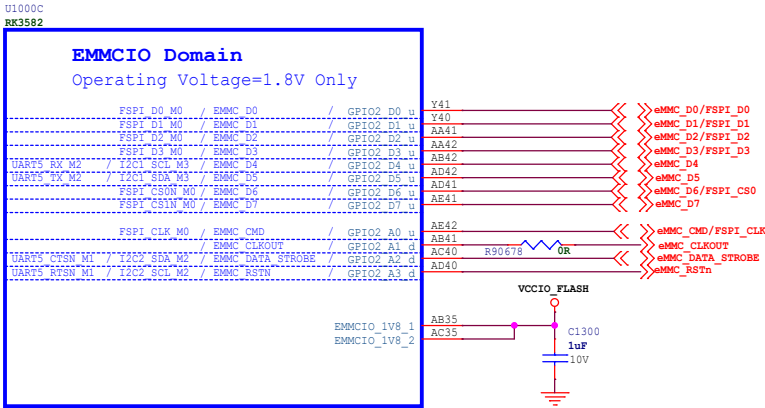 U1000C
RK3582
EMMCIO Domain
Operating Voltage=1.8V Only
FSPI_D0_M0 / EMMC_D0 / GPIO2_D0_u Y41 eMMC_D0/FSPI_D0
FSPI_D1_M0 / EMMC_D1 / GPIO2_D1_u Y40 eMMC_D1/FSPI_D1
FSPI_D2_M0 / EMMC_D2 / GPIO2_D2_u AA41 eMMC_D2/FSPI_D2
FSPI_D3_M0 / EMMC_D3 / GPIO2_D3_u AA42 eMMC_D3/FSPI_D3
UART5_RX_M2 / I2C1_SCL_M3 / EMMC_D4 / GPIO2_D4_u AB42 eMMC_D4
UART5_TX_M2 / I2C1_SDA_M3 / EMMC_D5 / GPIO2_D5_u AD42 eMMC_D5
FSPI_CS0N_M0 / EMMC_D6 / GPIO2_D6_u AD41 eMMC_D6/FSPI_CS0
FSPI_CS1N_M0 / EMMC_D7 / GPIO2_D7_u AE41 eMMC_D7
FSPI_CLK_M0 / EMMC_CMD / GPIO2_A0_u AE42 eMMC_CMD/FSPI_CLK
/ EMMC_CLKOUT / GPIO2_A1_d AB41 R90678 0R eMMC_CLKOUT
UART5_CTSN_M1 / I2C2_SDA_M2 / EMMC_DATA_STROBE / GPIO2_A2_d AC40 eMMC_DATA_STROBE
UART5_RTSN_M1 / I2C2_SCL_M2 / EMMC_RSTN / GPIO2_A3_d AD40 eMMC_RSTn
VCCIO_FLASH
EMMCIO_1V8_1 AB35
EMMCIO_1V8_2 AC35
C1300
1uF
10V